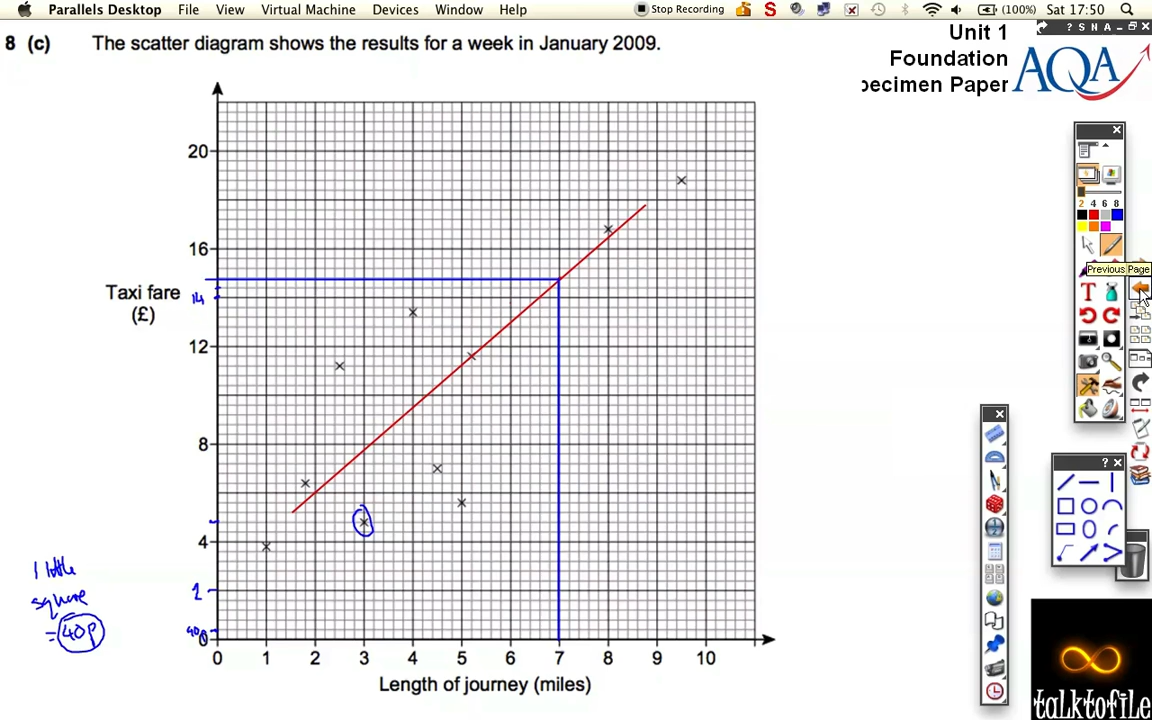 Parallels Desktop File View Virtual Machine Devices Window Help Stop Recording (100%) Sat 17:50
8 (c) The scatter diagram shows the results for a week in January 2009.
Unit 1
Foundation
pecimen Paper
AQA
? S N A
20
16
14
12
8
4
2
40p
0
Taxi fare
(£)
0 1 2 3 4 5 6 7 8 9 10
Length of journey (miles)
1 little
square
= 40p
2 4 6 8
Previous Page
T
?
talktofile